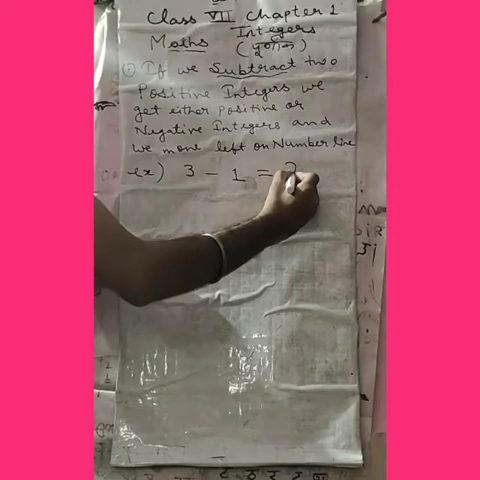 Class VII Chapter 1
Maths Integers
(पूर्णांक)
① If we Subtract two
Positive Integers we
get either positive or
Negative Integers and
we move left on Number line
ex) 3 - 1 = 2